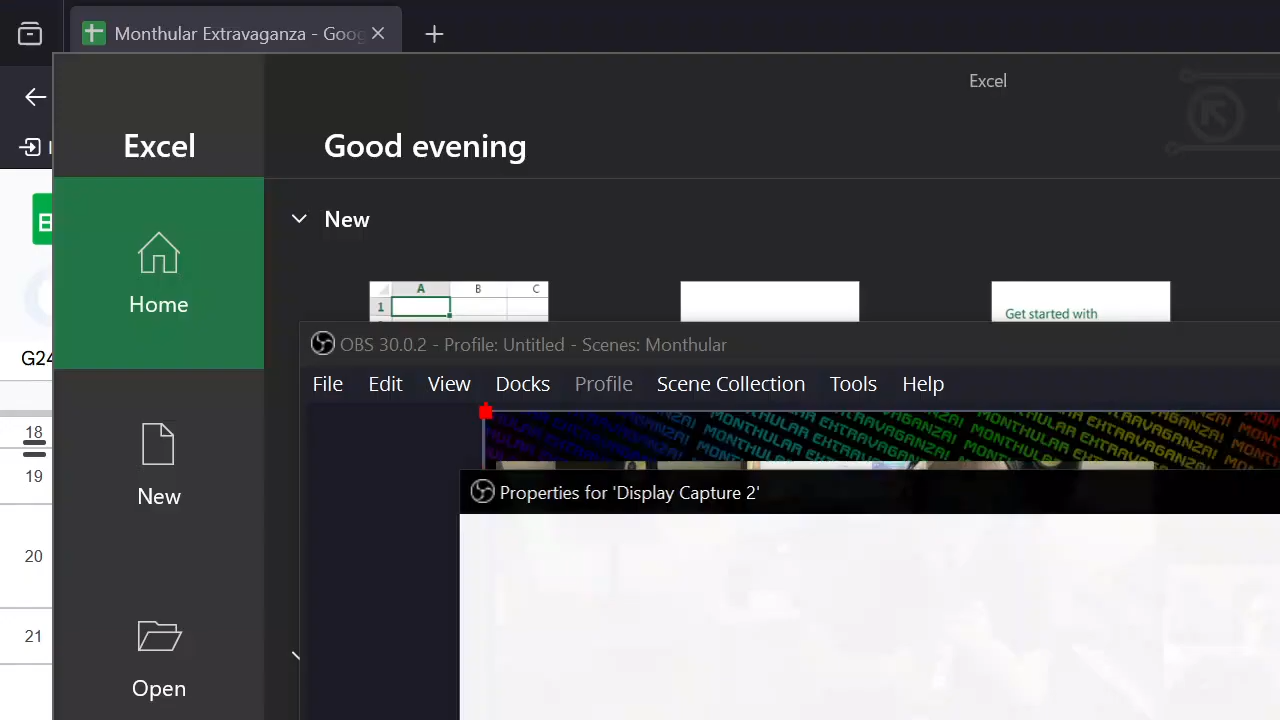 Monthular Extravaganza - Goog
Excel
Excel
Good evening
New
Home
A B C
1
Get started with
OBS 30.0.2 - Profile: Untitled - Scenes: Monthular
File Edit View Docks Profile Scene Collection Tools Help
G24
MONTHULAR EXTRAVAGANZA!
18
19
Properties for 'Display Capture 2'
New
20
21
Open